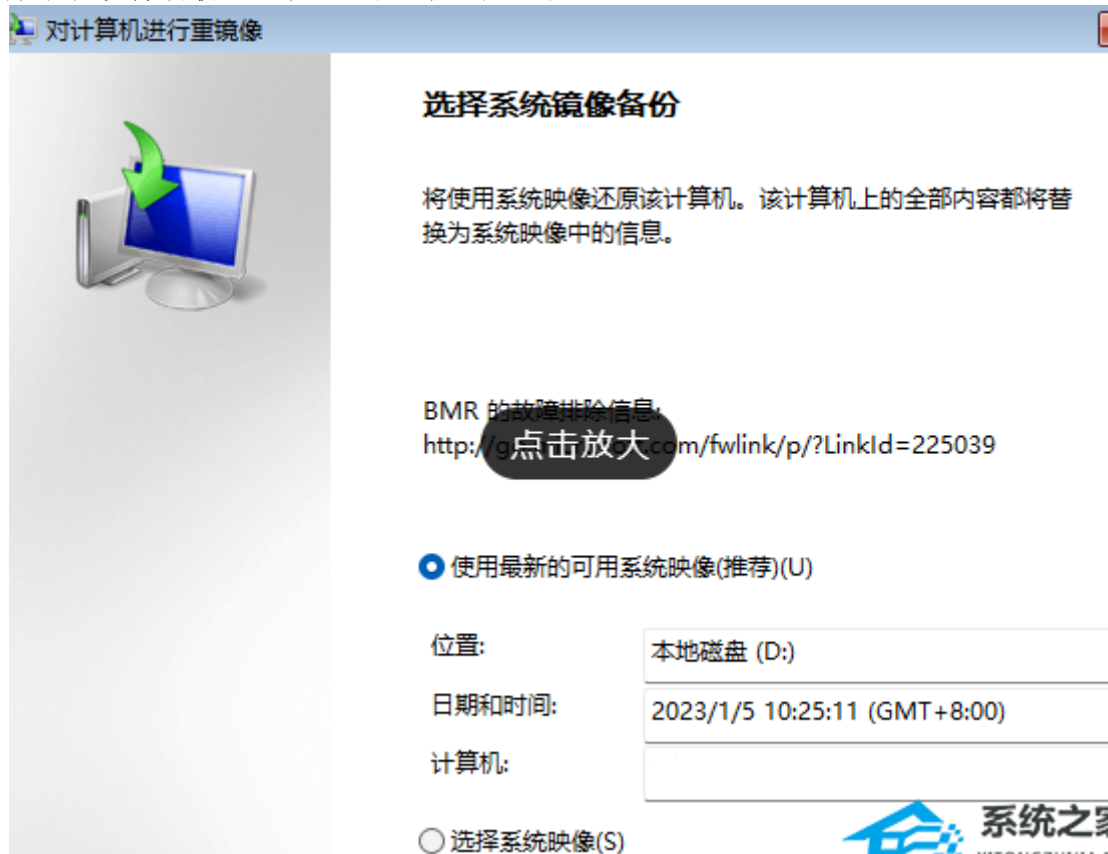 对计算机进行重镜像
选择系统镜像备份
将使用系统映像还原该计算机。该计算机上的全部内容都将替
换为系统映像中的信息。
BMR 的故障排除信息:
http://g .com/fwlink/p/?LinkId=225039
点击放大
使用最新的可用系统映像(推荐)(U)
位置:
本地磁盘 (D:)
日期和时间:
2023/1/5 10:25:11 (GMT+8:00)
计算机:
选择系统映像(S)
系统之家